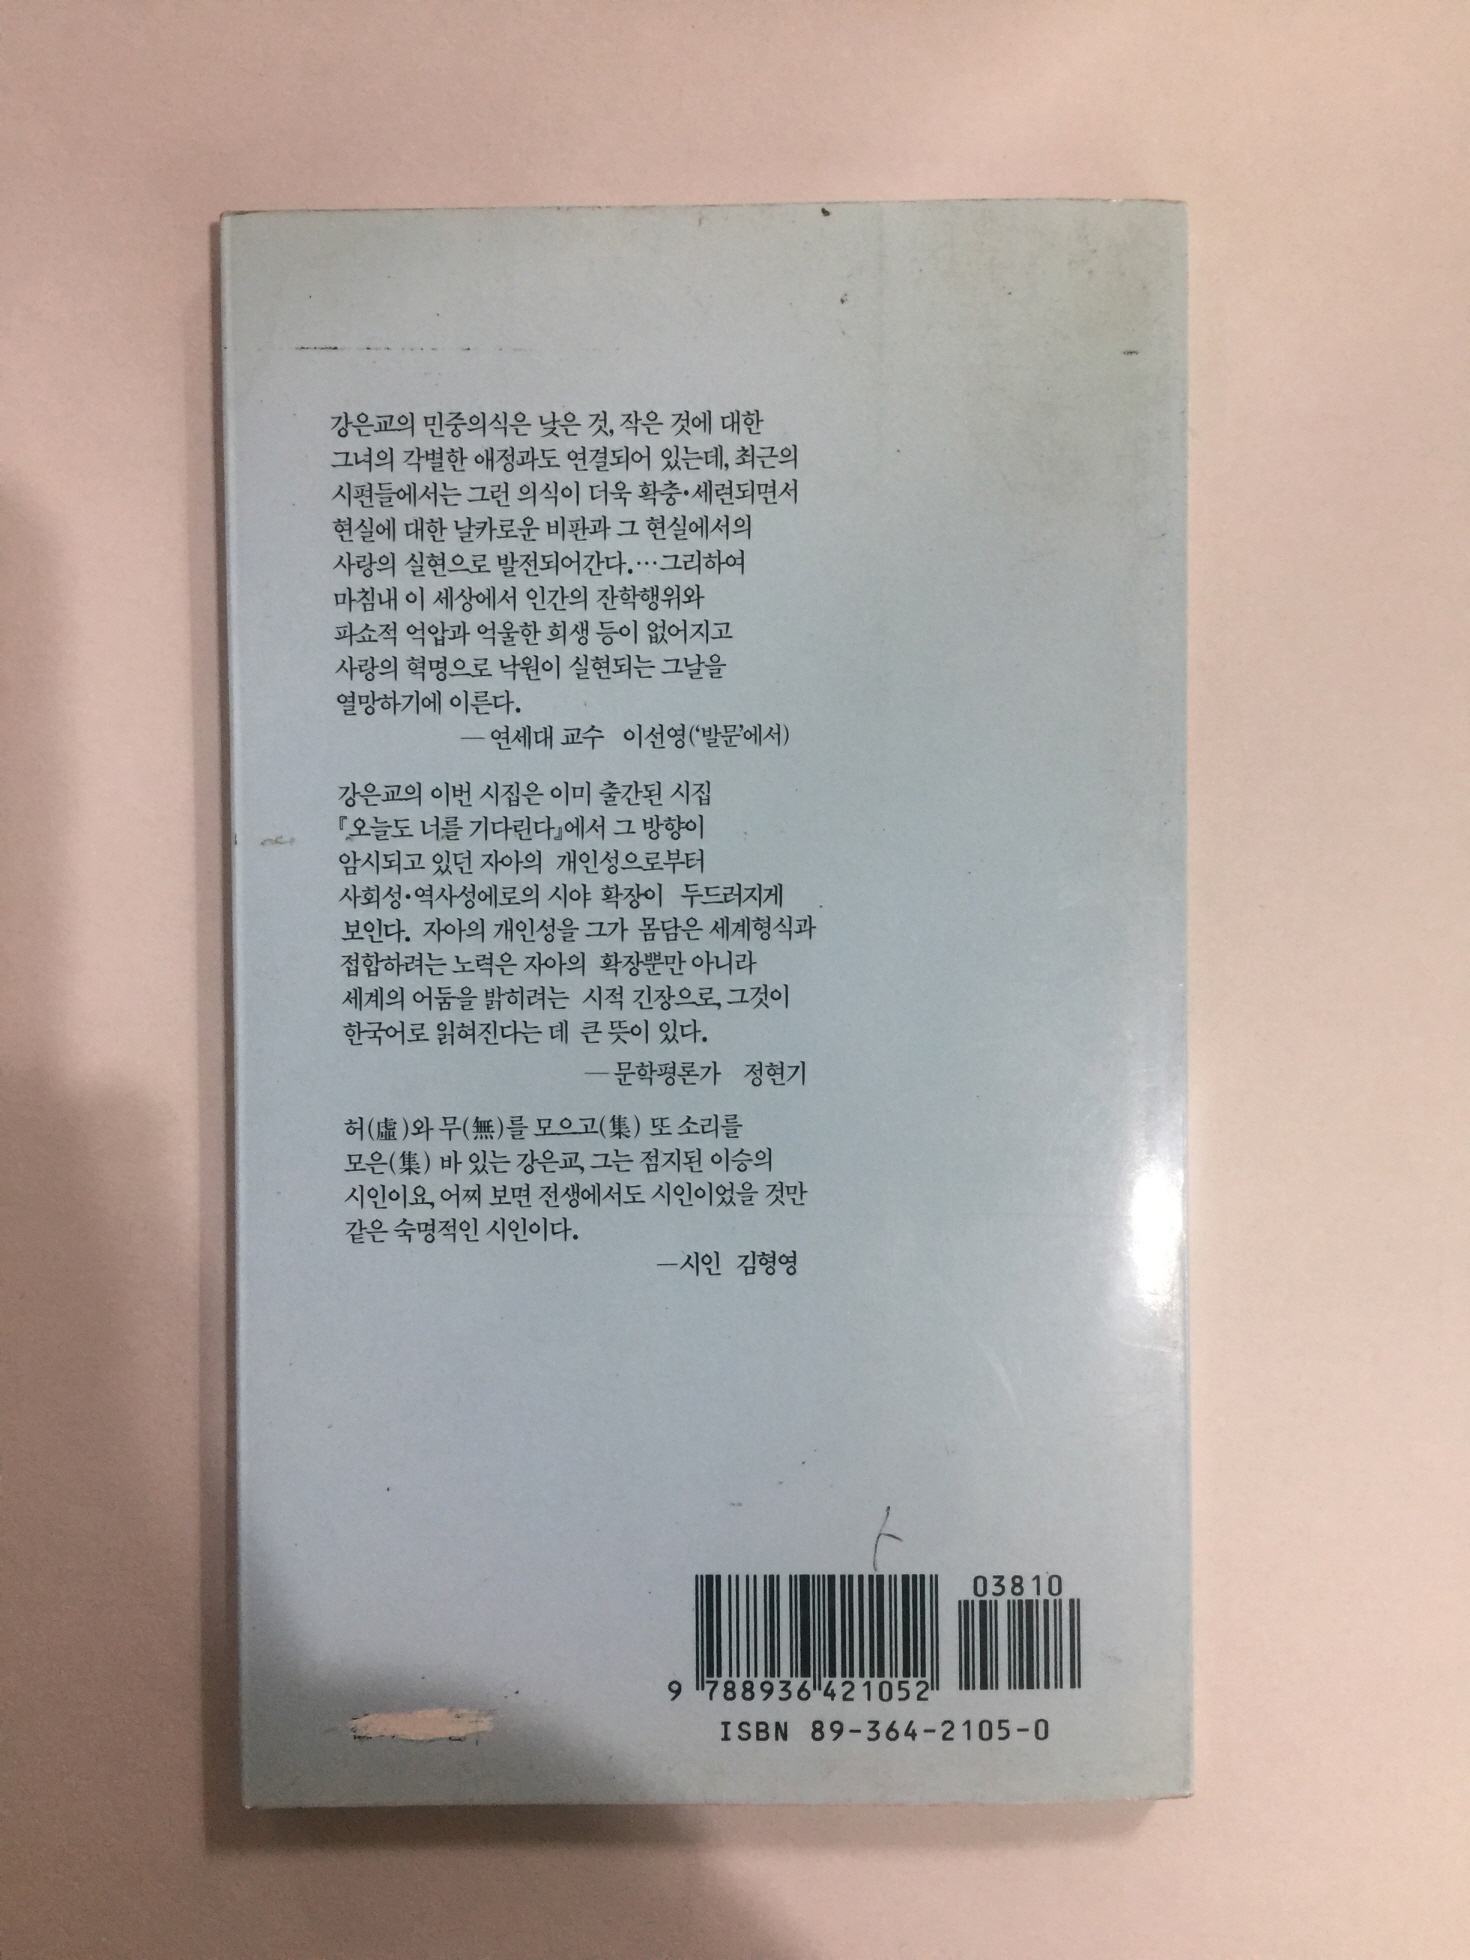 강은교의 민중의식은 낮은 것, 작은 것에 대한
그녀의 각별한 애정과도 연결되어 있는데, 최근의
시편들에서는 그런 의식이 더욱 확충·세련되면서
현실에 대한 날카로운 비판과 그 현실에서의
사랑의 실현으로 발전되어간다.…그리하여
마침내 이 세상에서 인간의 잔학행위와
파쇼적 억압과 억울한 희생 등이 없어지고
사랑의 혁명으로 낙원이 실현되는 그날을
열망하기에 이른다.
— 연세대 교수 이선영(‘발문’에서)
강은교의 이번 시집은 이미 출간된 시집
『오늘도 너를 기다린다』에서 그 방향이
암시되고 있던 자아의 개인성으로부터
사회성·역사성에로의 시야 확장이 두드러지게
보인다. 자아의 개인성을 그가 몸담은 세계형식과
접합하려는 노력은 자아의 확장뿐만 아니라
세계의 어둠을 밝히려는 시적 긴장으로, 그것이
한국어로 읽혀진다는 데 큰 뜻이 있다.
— 문학평론가 정현기
허(虛)와 무(無)를 모으고(集) 또 소리를
모은(集) 바 있는 강은교, 그는 점지된 이승의
시인이요, 어찌 보면 전생에서도 시인이었을 것만
같은 숙명적인 시인이다.
—시인 김형영
03810
9 788936 421052
ISBN 89-364-2105-0